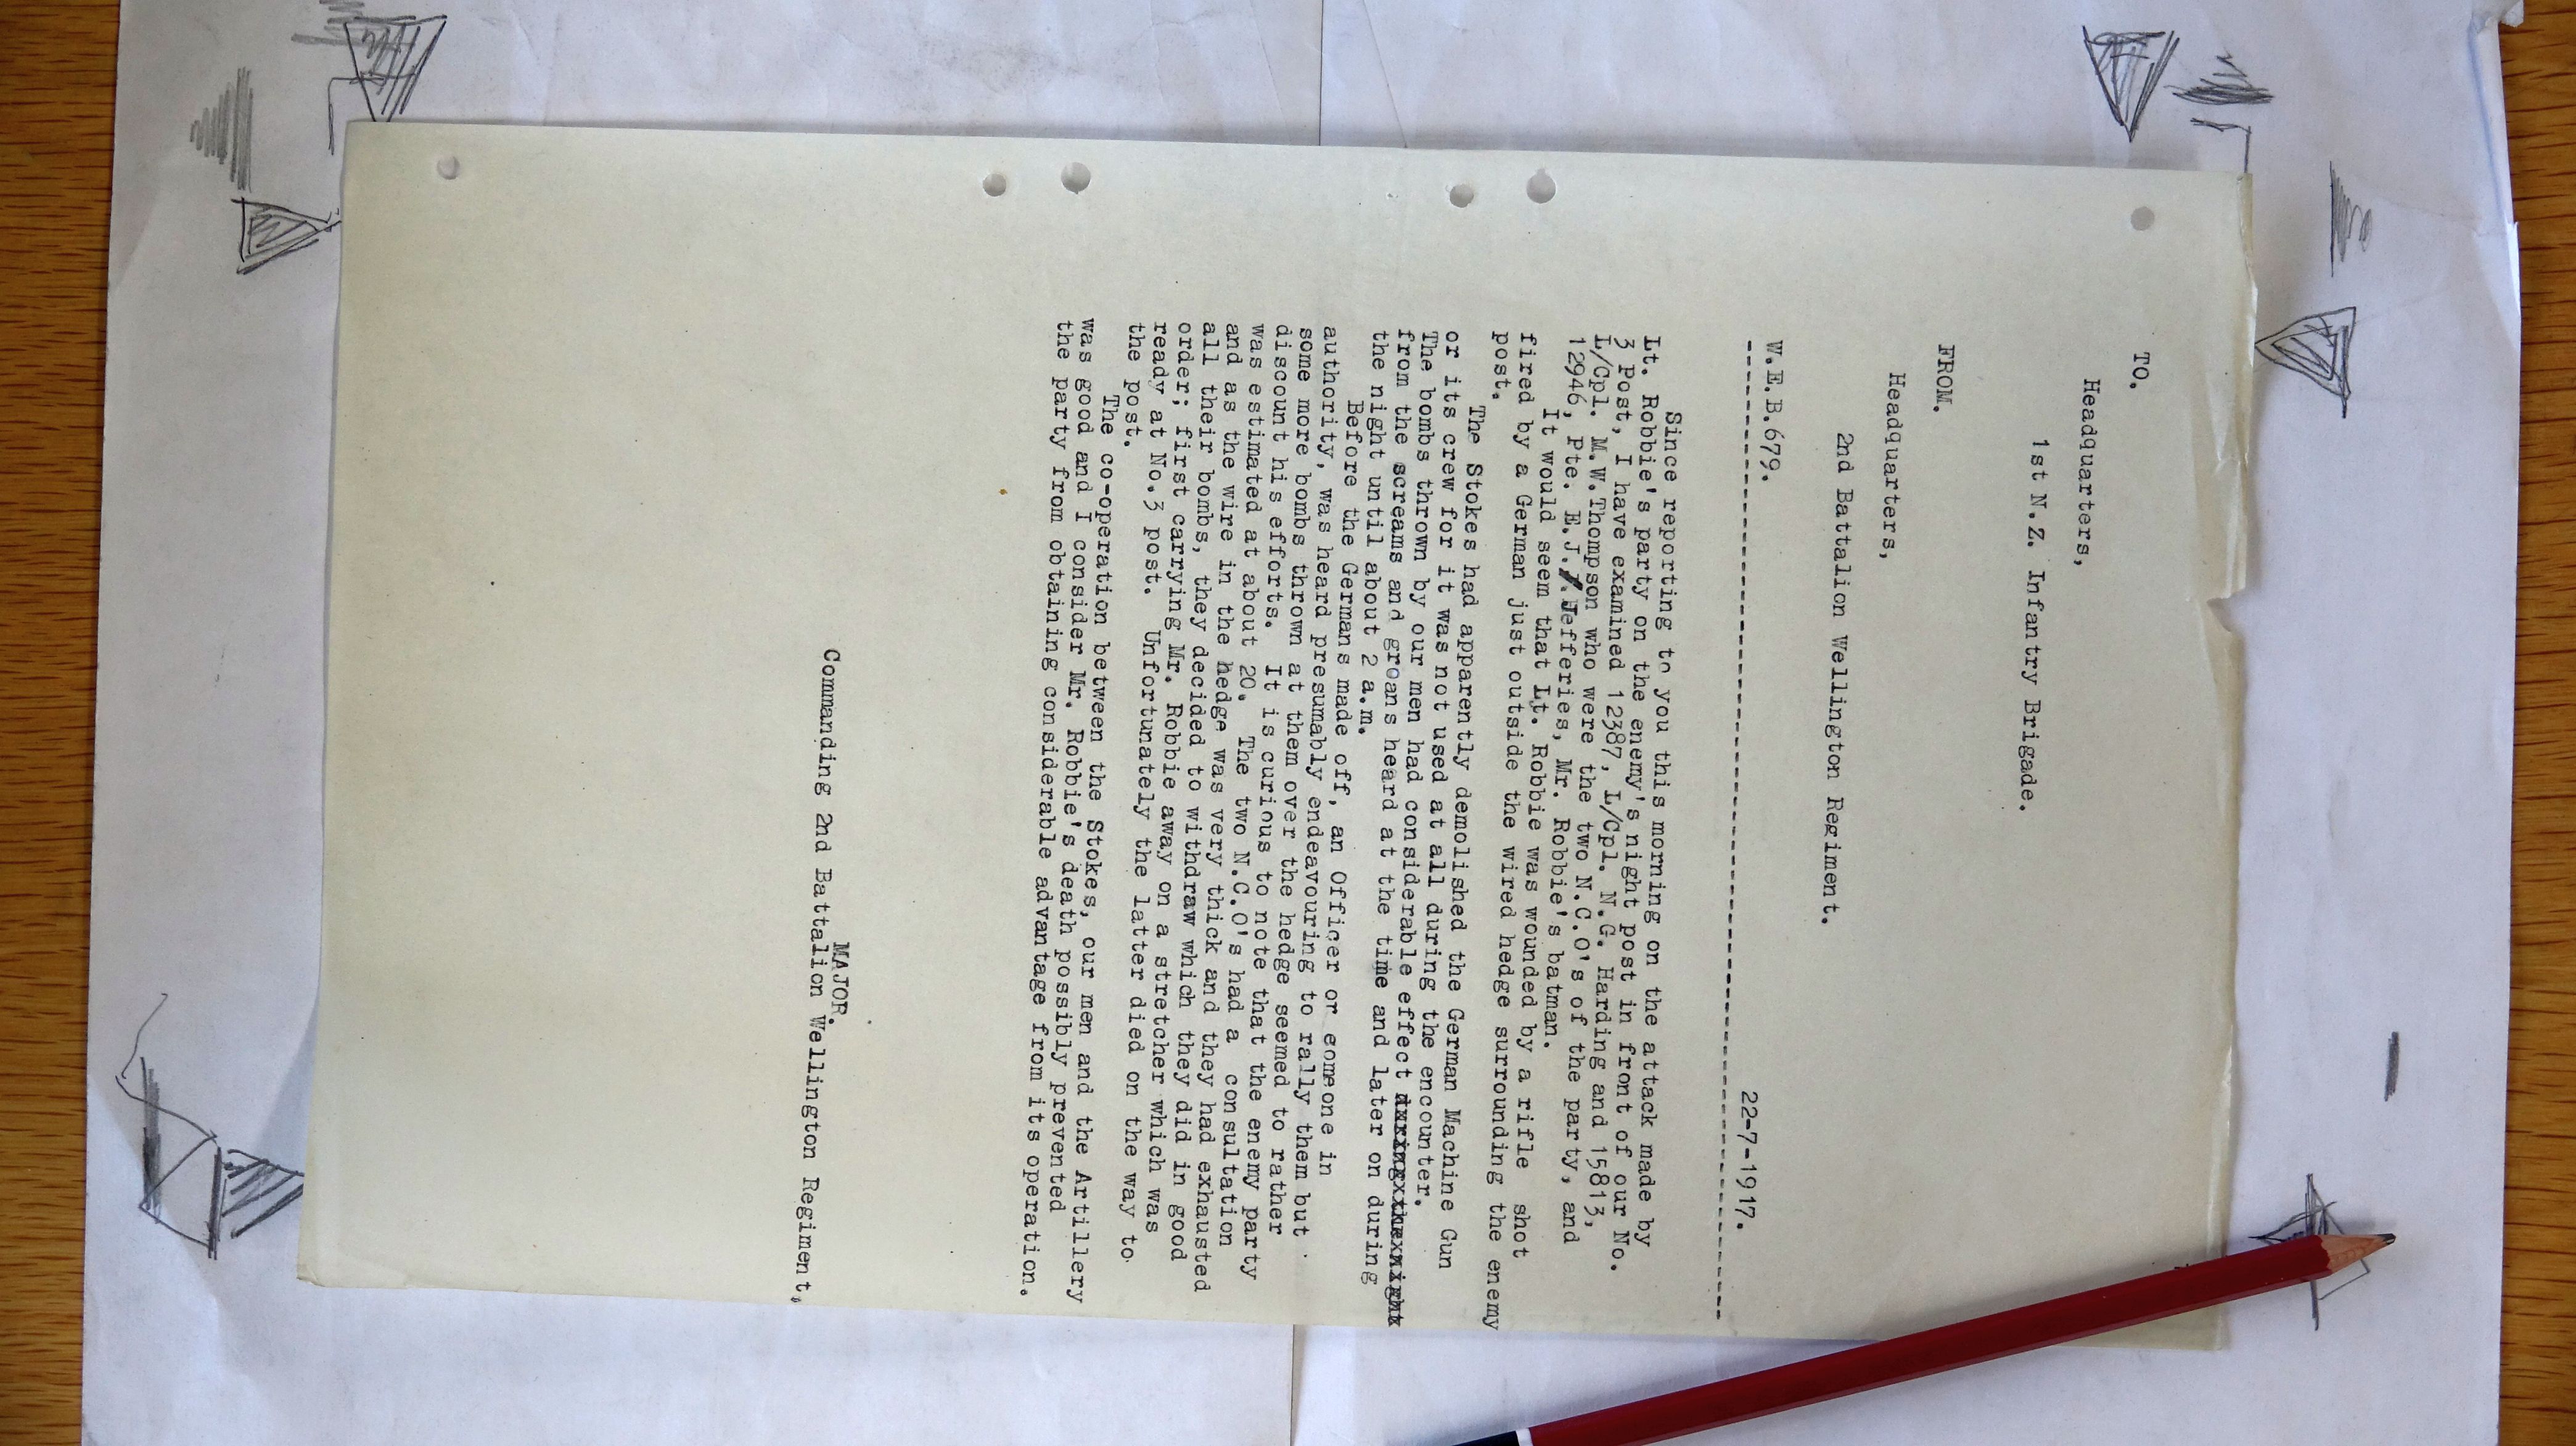 TO.
Headquarters,
1st N.Z. Infantry Brigade.
FROM.
Headquarters,
2nd Battalion Wellington Regiment.
W.E.B.679. 22-7-1917.
Since reporting to you this morning on the attack made by
Lt. Robbie's party on the enemy's night post in front of our No.
3 Post, I have examined 12387, L/Cpl. N.G. Harding and 15813,
L/Cpl. M.W.Thompson who were the two N.C.O's of the party, and
12946, Pte. E.J. Jefferies, Mr. Robbie's batman.
It would seem that Lt. Robbie was wounded by a rifle shot
fired by a German just outside the wired hedge surrounding the enemy
post.
The Stokes had apparently demolished the German Machine Gun
or its crew for it was not used at all during the encounter.
The bombs thrown by our men had considerable effect during the night
from the screams and groans heard at the time and later on during
the night until about 2 a.m.
Before the Germans made off, an Officer or eomeone in
authority, was heard presumably endeavouring to rally them but
some more bombs thrown at them over the hedge seemed to rather
discount his efforts. It is curious to note that the enemy party
was estimated at about 20. The two N.C.O's had a consultation
and as the wire in the hedge was very thick and they had exhausted
all their bombs, they decided to withdraw which they did in good
order; first carrying Mr. Robbie away on a stretcher which was
ready at No.3 post. Unfortunately the latter died on the way to
the post.
The co-operation between the Stokes, our men and the Artillery
was good and I consider Mr. Robbie's death possibly prevented
the party from obtaining considerable advantage from its operation.
MAJOR.
Commanding 2nd Battalion Wellington Regiment,